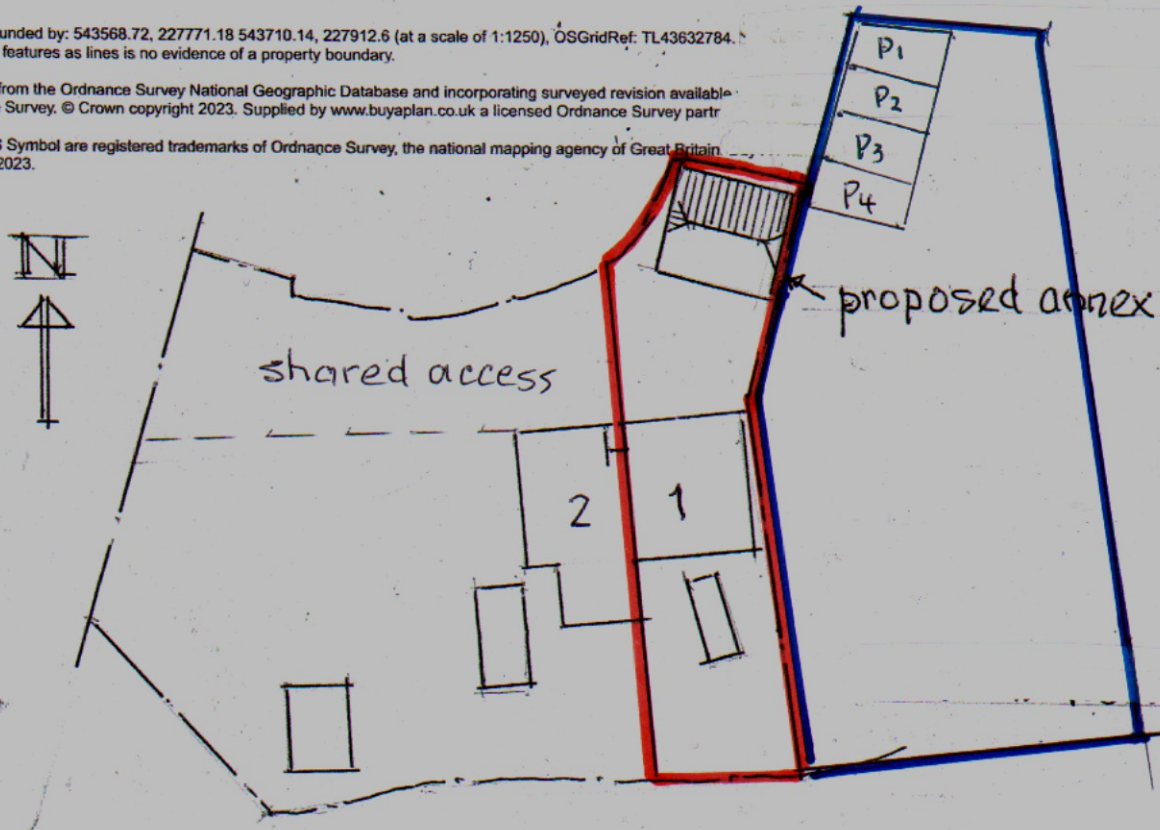 unded by: 543568.72, 227771.18 543710.14, 227912.6 (at a scale of 1:1250), OSGridRef: TL43632784.
features as lines is no evidence of a property boundary.
from the Ordnance Survey National Geographic Database and incorporating surveyed revision available
Survey. © Crown copyright 2023. Supplied by www.buyaplan.co.uk a licensed Ordnance Survey partr
Symbol are registered trademarks of Ordnance Survey, the national mapping agency of Great Britain
2023.
P1
P2
P3
P4
N
proposed annex
shared access
2
1